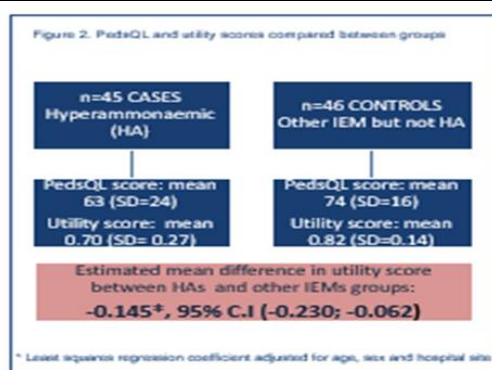 Figure 2. PedsQL and utility scores compared between groups
n=45 CASES
Hyperammonaemic
(HA)
n=46 CONTROLS
Other IEM but not HA
PedsQL score: mean
63 (SD=24)
Utility score: mean
0.70 (SD= 0.27)
PedsQL score: mean
74 (SD=16)
Utility score: mean
0.82 (SD=0.14)
Estimated mean difference in utility score
between HAs and other IEMs groups:
-0.145*, 95% C.I (-0.230; -0.062)
* Least squares regression coefficient adjusted for age, sex and hospital site